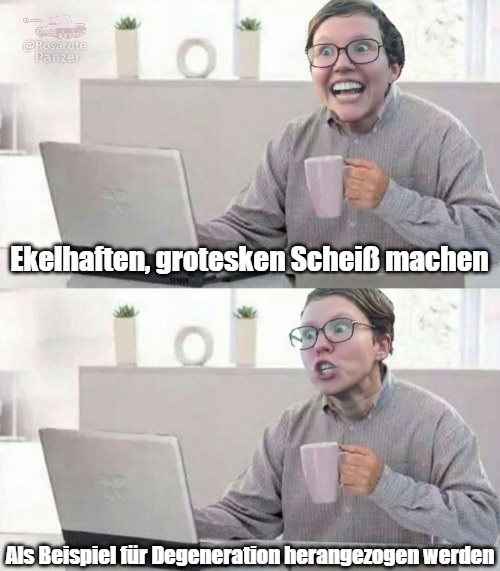 @Rosarote
Panzer
Ekelhaften, grotesken Scheiß machen
Als Beispiel für Degeneration herangezogen werden